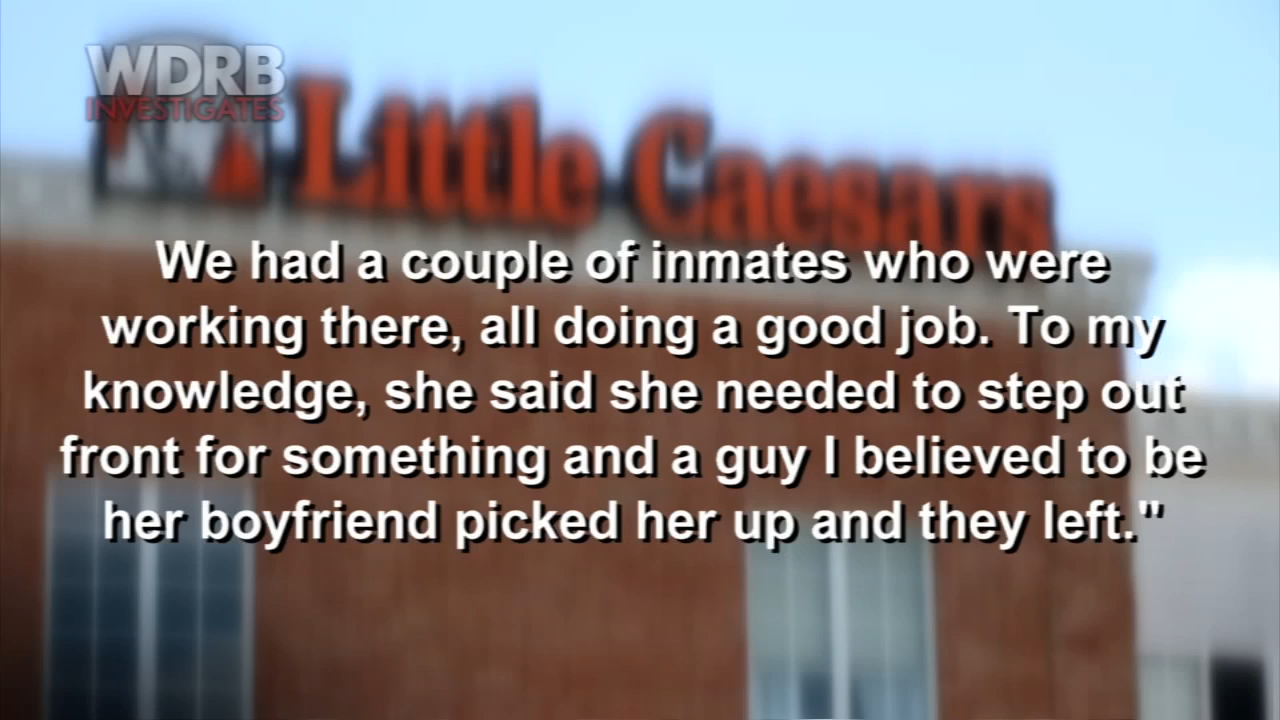 WDRB
INVESTIGATES
Little Caesars
We had a couple of inmates who were
working there, all doing a good job. To my
knowledge, she said she needed to step out
front for something and a guy I believed to be
her boyfriend picked her up and they left."